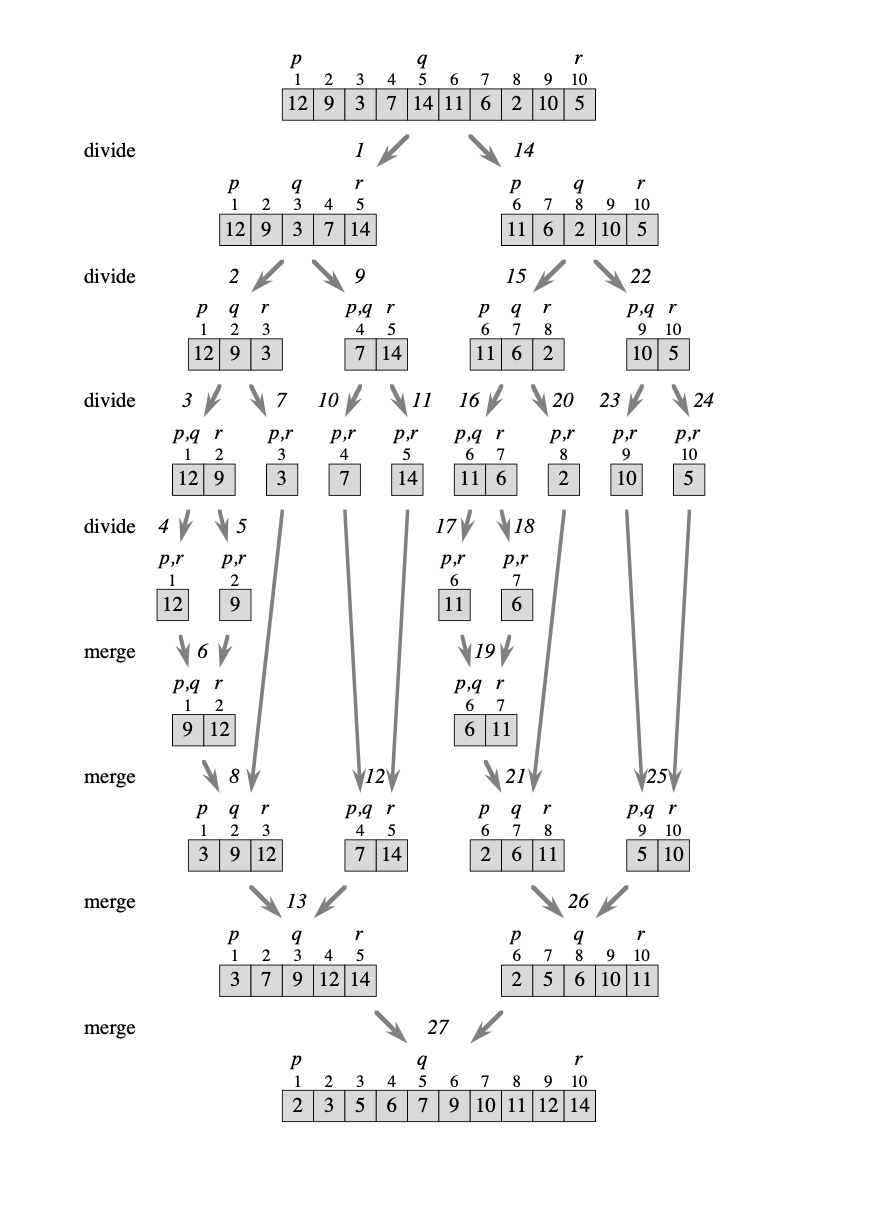 p q r
1 2 3 4 5 6 7 8 9 10
12 9 3 7 14 11 6 2 10 5
divide 1 14
p q r p q r
1 2 3 4 5 6 7 8 9 10
12 9 3 7 14 11 6 2 10 5
divide 2 9 15 22
p q r p,q r p q r p,q r
1 2 3 4 5 6 7 8 9 10
12 9 3 7 14 11 6 2 10 5
divide 3 7 10 11 16 20 23 24
p,q r p,r p,r p,r p,q r p,r p,r p,r
1 2 3 4 5 6 7 8 9 10
12 9 3 7 14 11 6 2 10 5
divide 4 5 17 18
p,r p,r p,r p,r
1 2 6 7
12 9 11 6
merge 6 19
p,q r p,q r
1 2 6 7
9 12 6 11
merge 8 12 21 25
p q r p,q r p q r p,q r
1 2 3 4 5 6 7 8 9 10
3 9 12 7 14 2 6 11 5 10
merge 13 26
p q r p q r
1 2 3 4 5 6 7 8 9 10
3 7 9 12 14 2 5 6 10 11
merge 27
p q r
1 2 3 4 5 6 7 8 9 10
2 3 5 6 7 9 10 11 12 14